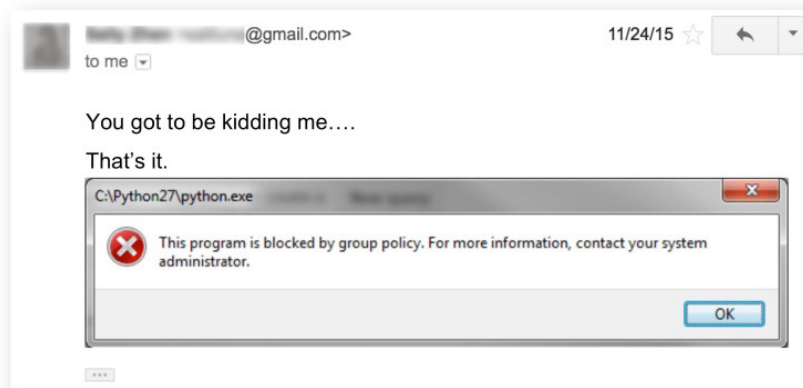 @gmail.com>
11/24/15
to me
You got to be kidding me….
That’s it.
C:\Python27\python.exe
This program is blocked by group policy. For more information, contact your system
administrator.
OK